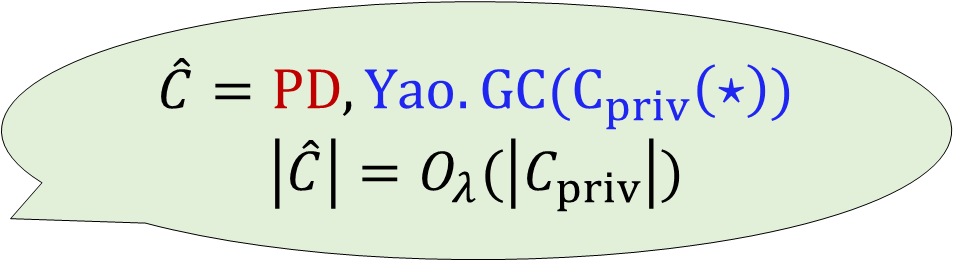 Ĉ = PD, Yao. GC(C_priv(⋆))
|Ĉ| = O_λ(|C_priv|)